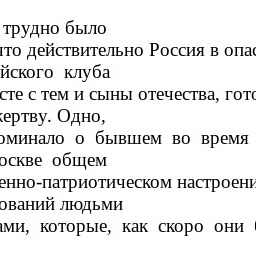 трудно было
что действительно Россия в опас
йского клуба
сте с тем и сыны отечества, гото
жертву. Одно,
оминало о бывшем во время
оскве общем
енно-патриотическом настроени
ований людьми
ами, которые, как скоро они